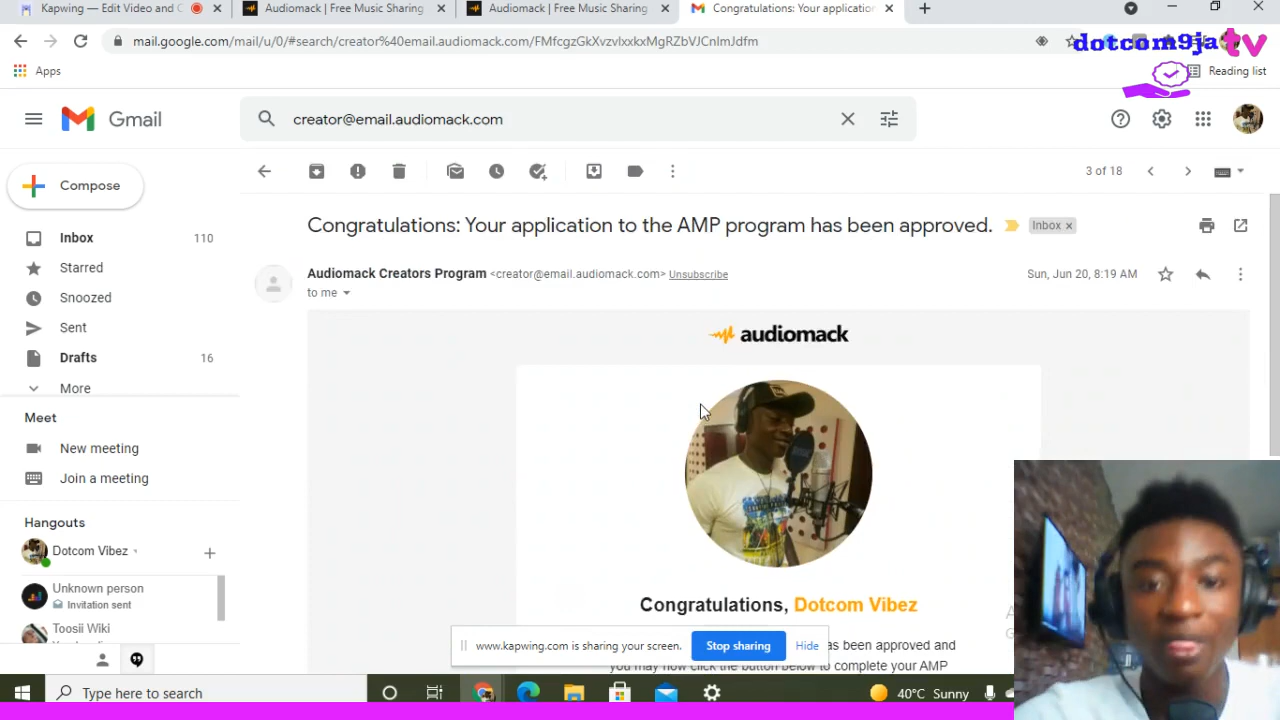 Kapwing — Edit Video and C
Audiomack | Free Music Sharing
Audiomack | Free Music Sharing
Congratulations: Your application
mail.google.com/mail/u/0/#search/creator%40email.audiomack.com/FMfcgzGkXvzvlxxkxMgRZbVJCnImJdfm
dotcom9ja tv
Apps
Reading list
Gmail
creator@email.audiomack.com
Compose
3 of 18
Congratulations: Your application to the AMP program has been approved.
Inbox x
Inbox 110
Starred
Snoozed
Sent
Drafts 16
More
Audiomack Creators Program <creator@email.audiomack.com> Unsubscribe
Sun, Jun 20, 8:19 AM
to me
audiomack
Meet
New meeting
Join a meeting
Hangouts
Dotcom Vibez
Unknown person
Invitation sent
Toosii Wiki
Congratulations, Dotcom Vibez
has been approved and
you may now click the button below to complete your AMP
www.kapwing.com is sharing your screen.
Stop sharing
Hide
Type here to search
40°C Sunny